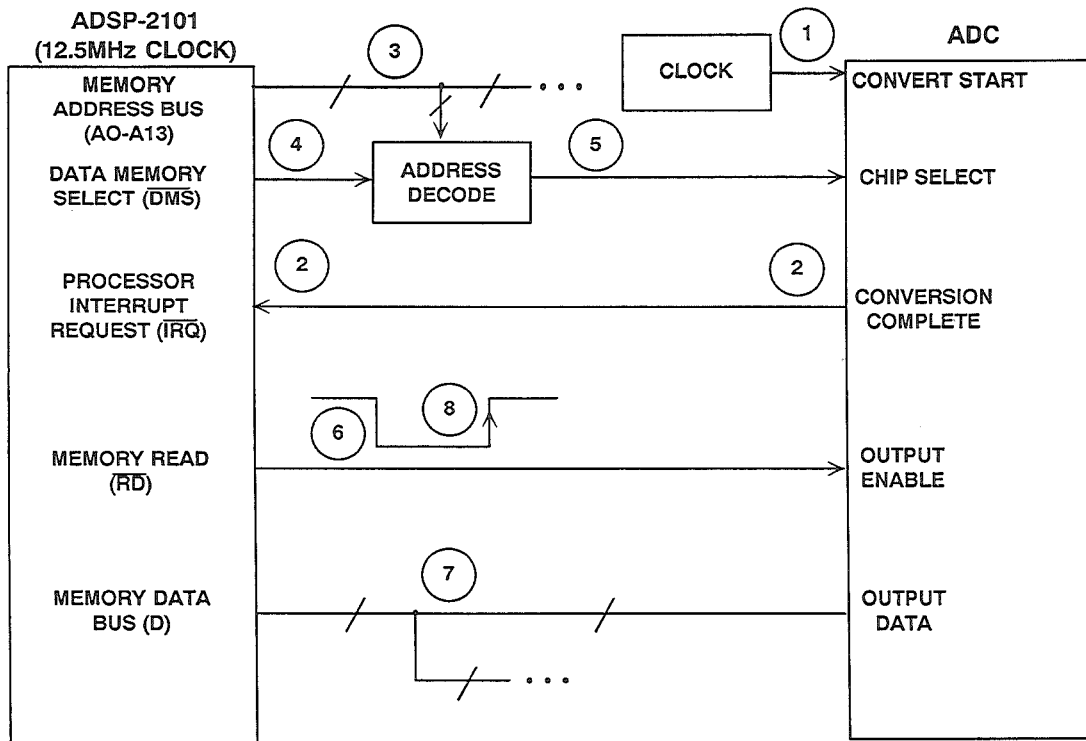 ADSP-2101
(12.5MHz CLOCK)
ADC
1
3
CLOCK
MEMORY
ADDRESS BUS
(AO-A13)
CONVERT START
4
5
DATA MEMORY
SELECT (DMS)
ADDRESS
DECODE
CHIP SELECT
2
2
PROCESSOR
INTERRUPT
REQUEST (IRQ)
CONVERSION
COMPLETE
6
8
MEMORY READ
(RD)
OUTPUT
ENABLE
7
MEMORY DATA
BUS (D)
OUTPUT
DATA